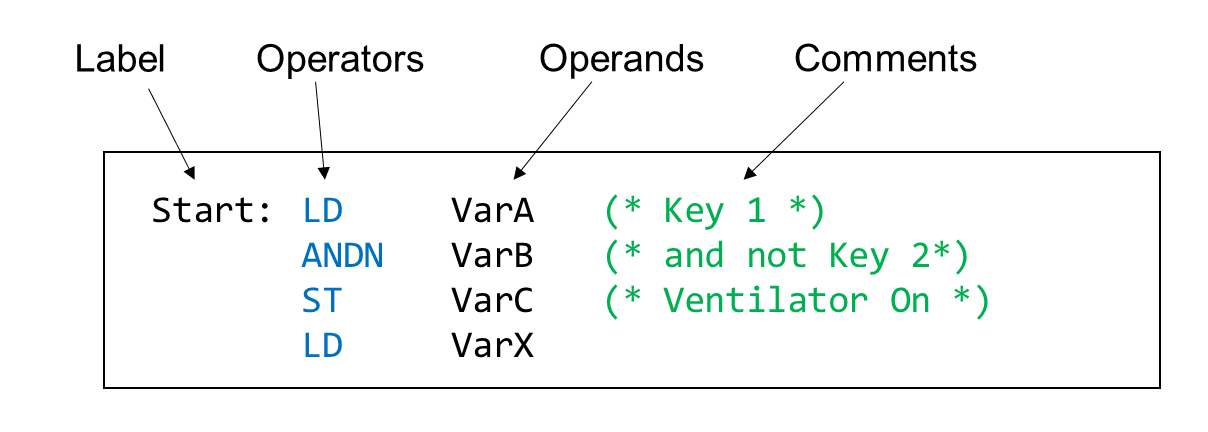 Label Operators Operands Comments
Start: LD VarA (* Key 1 *)
ANDN VarB (* and not Key 2*)
ST VarC (* Ventilator On *)
LD VarX